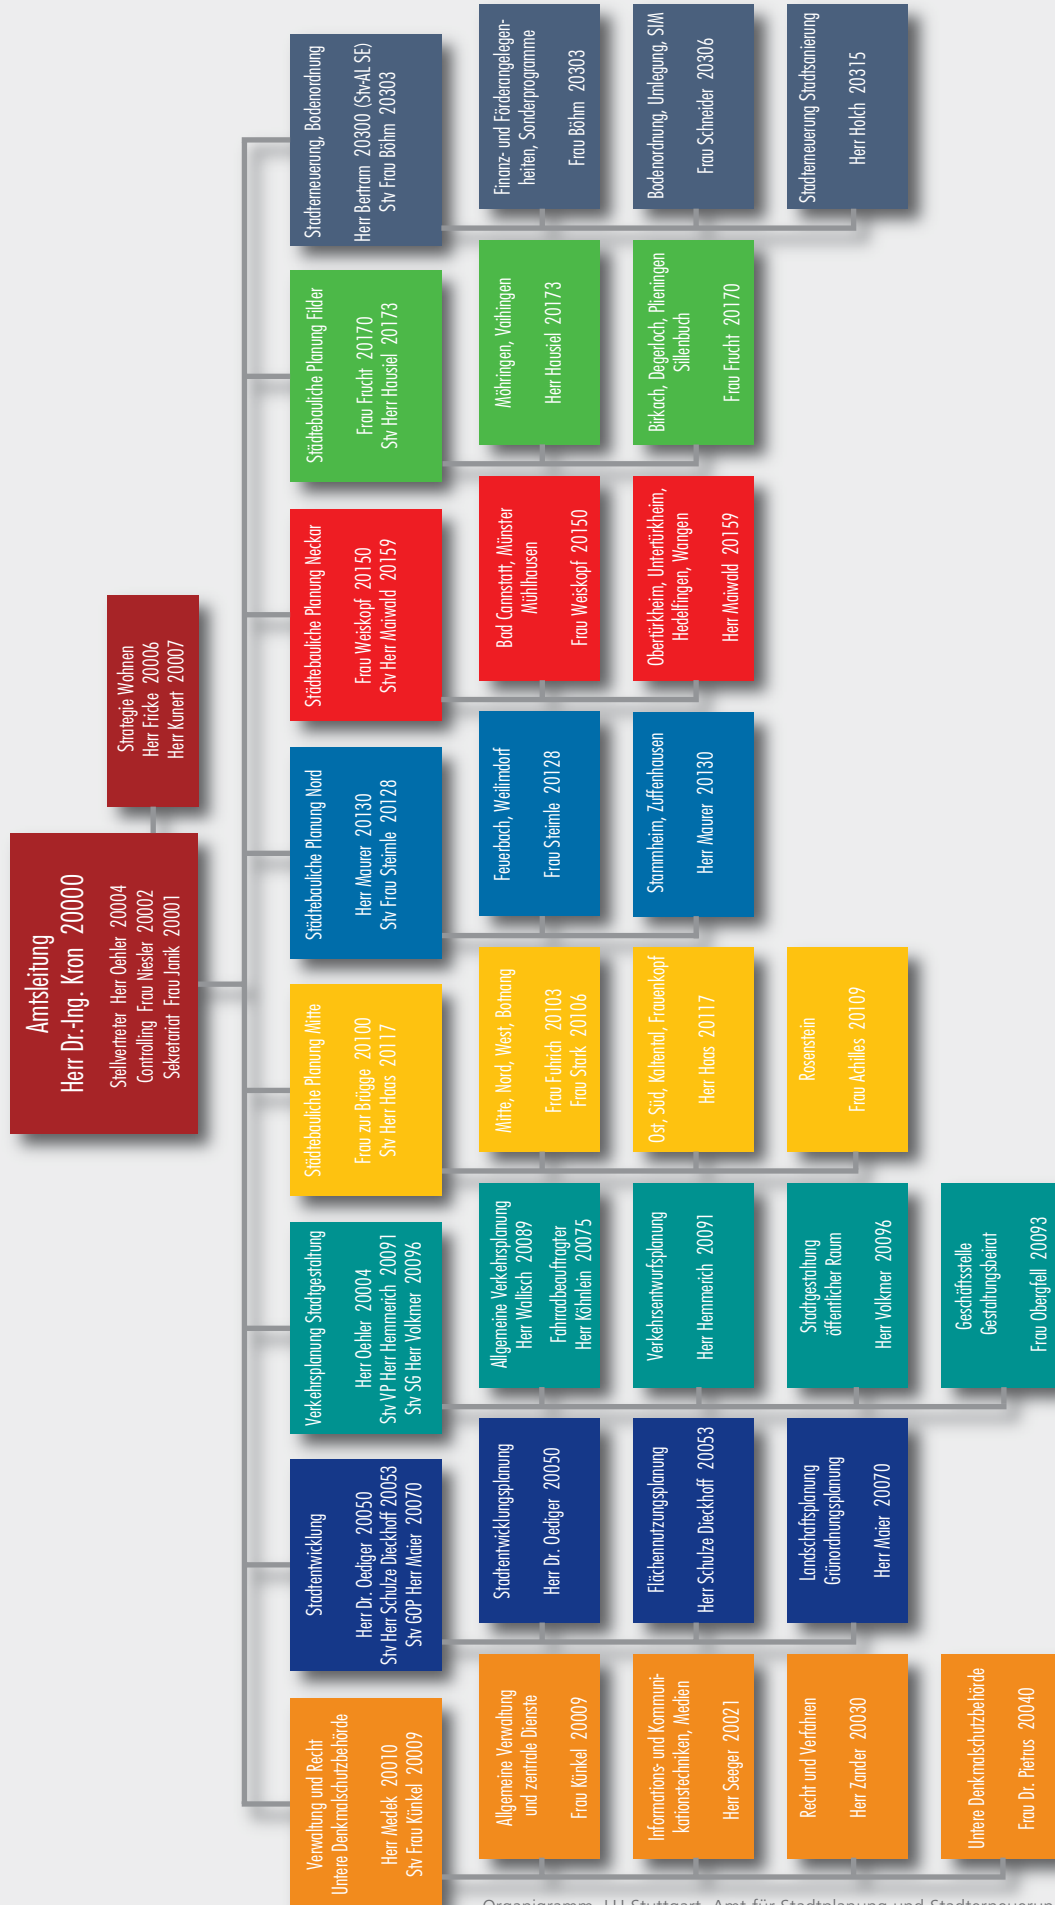 Amtsleitung
Herr Dr.-Ing. Kron 20000
Stellvertreter Herr Oehler 20004
Controlling Frau Niesler 20002
Sekretariat Frau Janik 20001
Strategie Wohnen
Herr Fricke 20006
Herr Kunert 20007
Verwaltung und Recht
Untere Denkmalschutzbehörde
Herr Medek 20010
Stv Frau Künkel 20009
Allgemeine Verwaltung
und zentrale Dienste
Frau Künkel 20009
Informations- und Kommuni-
kationstechniken, Medien
Herr Seeger 20021
Recht und Verfahren
Herr Zander 20030
Untere Denkmalschutzbehörde
Frau Dr. Pietrus 20040
Stadtentwicklung
Herr Dr. Oediger 20050
Stv Herr Schulze Dieckhoff 20053
Stv GOP Herr Maier 20070
Stadtentwicklungsplanung
Herr Dr. Oediger 20050
Flächennutzungsplanung
Herr Schulze Dieckhoff 20053
Landschaftsplanung
Grünordnungsplanung
Herr Maier 20070
Verkehrsplanung Stadtgestaltung
Herr Oehler 20004
Stv VP Herr Hemmerich 20091
Stv SG Herr Volkmer 20096
Allgemeine Verkehrsplanung
Herr Wallisch 20089
Fahrradbeauftragter
Herr Köhnlein 20075
Verkehrsentwurfsplanung
Herr Hemmerich 20091
Stadtgestaltung
öffentlicher Raum
Herr Volkmer 20096
Geschäftsstelle
Gestaltungsbeirat
Frau Obergfell 20093
Städtebauliche Planung Mitte
Frau zur Brügge 20100
Stv Herr Haas 20117
Mitte, Nord, West, Botnang
Frau Fuhrich 20103
Frau Stark 20106
Ost, Süd, Kaltental, Frauenkopf
Herr Haas 20117
Rosenstein
Frau Achilles 20109
Städtebauliche Planung Nord
Herr Maurer 20130
Stv Frau Steimle 20128
Feuerbach, Weilimdorf
Frau Steimle 20128
Stammheim, Zuffenhausen
Herr Maurer 20130
Städtebauliche Planung Neckar
Frau Weiskopf 20150
Stv Herr Maiwald 20159
Bad Cannstatt, Münster
Mühlhausen
Frau Weiskopf 20150
Obertürkheim, Untertürkheim,
Hedelfingen, Wangen
Herr Maiwald 20159
Städtebauliche Planung Filder
Frau Frucht 20170
Stv Herr Hausiel 20173
Möhringen, Vaihingen
Herr Hausiel 20173
Birkach, Degerloch, Plieningen
Sillenbuch
Frau Frucht 20170
Stadterneuerung, Bodenordnung
Herr Bertram 20300 (Stv-AL SE)
Stv Frau Böhm 20303
Finanz- und Förderangelegen-
heiten, Sonderprogramme
Frau Böhm 20303
Bodenordnung, Umlegung, SIM
Frau Schneider 20306
Stadterneuerung Stadtsanierung
Herr Holch 20315
Organigramm, LH Stuttgart, Amt für Stadtplanung und Stadterneuerun